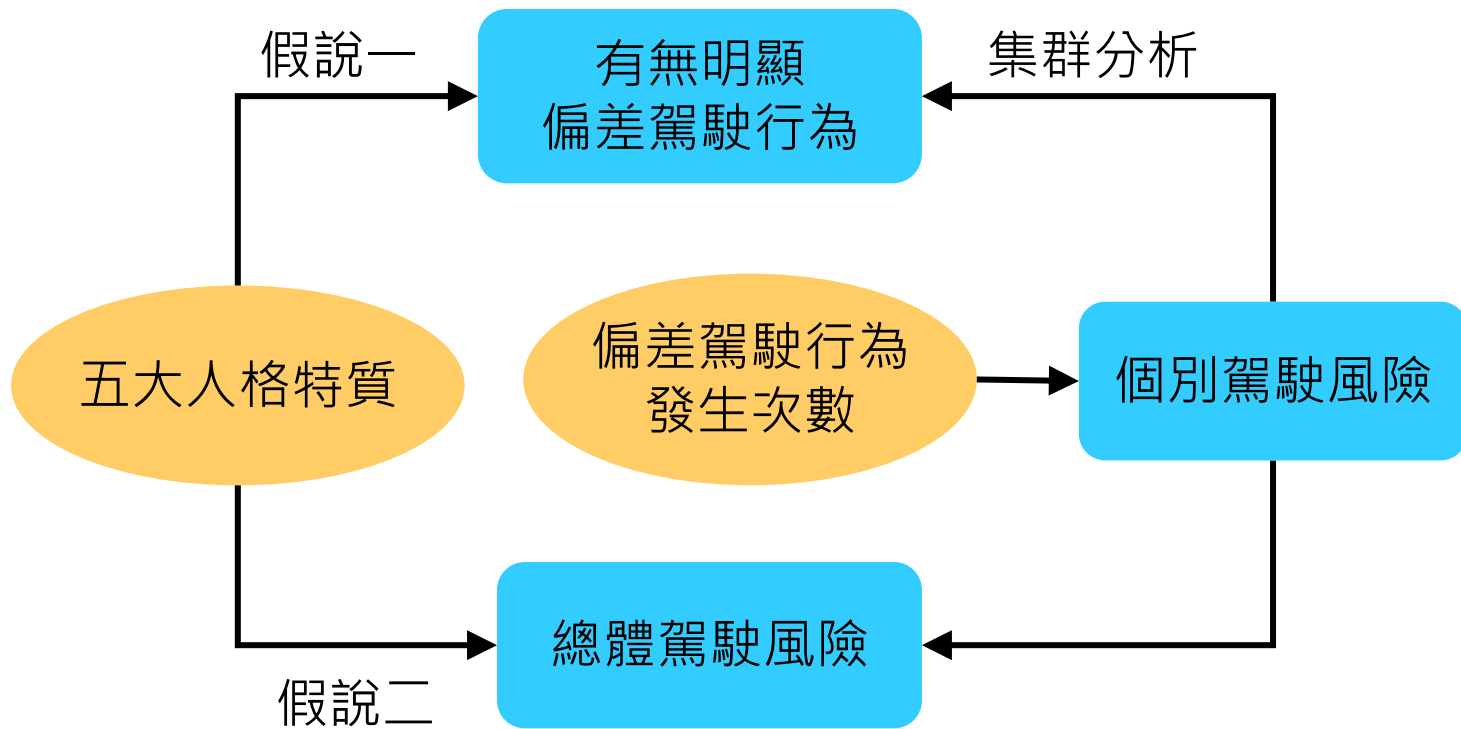 假說一
有無明顯
偏差駕駛行為
集群分析
五大人格特質
偏差駕駛行為
發生次數
個別駕駛風險
總體駕駛風險
假說二